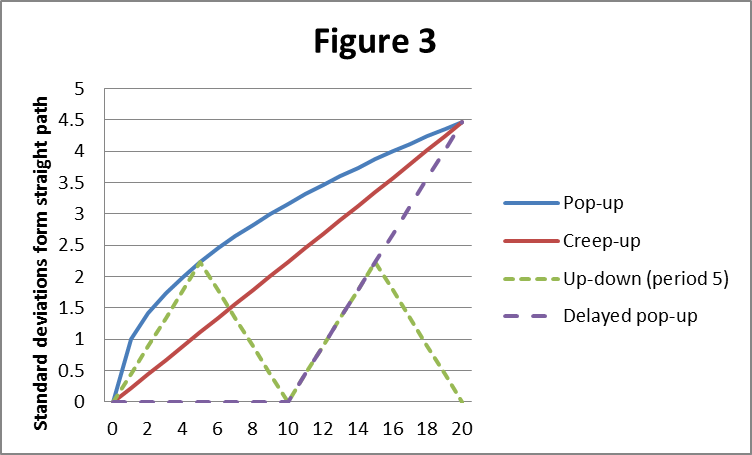 Figure 3
Standard deviations form straight path
5
4.5
4
3.5
3
2.5
2
1.5
1
0.5
0
0 2 4 6 8 10 12 14 16 18 20
Pop-up
Creep-up
Up-down (period 5)
Delayed pop-up